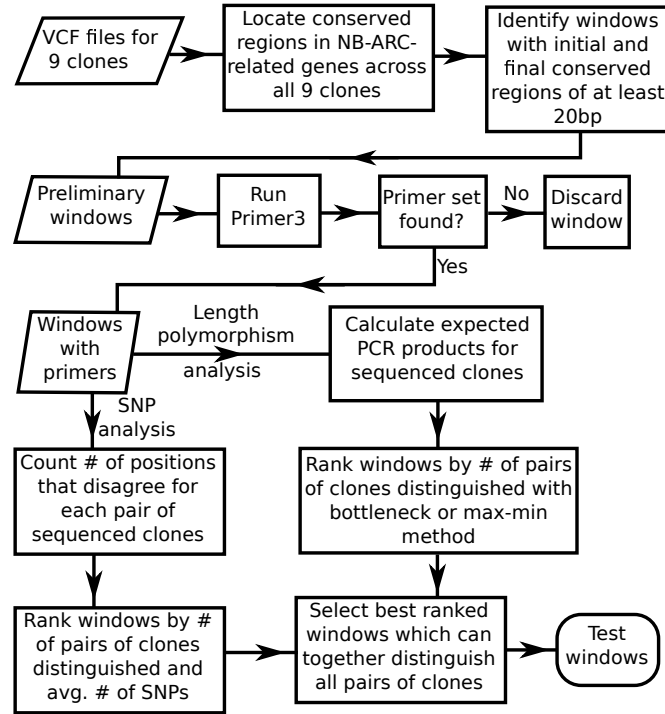 VCF files for
9 clones
Locate conserved
regions in NB-ARC-
related genes across
all 9 clones
Identify windows
with initial and
final conserved
regions of at least
20bp
Preliminary
windows
Run
Primer3
Primer set
found?
No
Discard
window
Yes
Windows
with
primers
Length
polymorphism
analysis
Calculate expected
PCR products for
sequenced clones
SNP
analysis
Count # of positions
that disagree for
each pair of
sequenced clones
Rank windows by # of pairs
of clones distinguished with
bottleneck or max-min
method
Rank windows by #
of pairs of clones
distinguished and
avg. # of SNPs
Select best ranked
windows which can
together distinguish
all pairs of clones
Test
windows